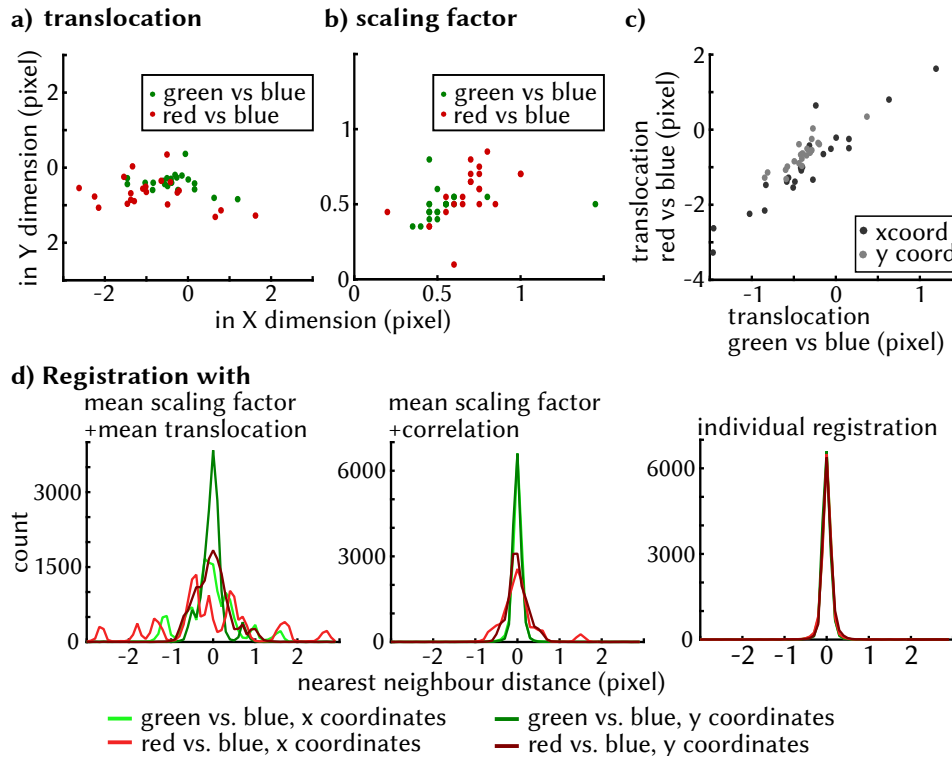 a) translocation
in Y dimension (pixel)
2
0
2
-2
0
2
green vs blue
red vs blue
b) scaling factor
1
0.5
0
0.5
1
green vs blue
red vs blue
in X dimension (pixel)
c)
translocation
red vs blue (pixel)
2
0
-2
-4
-1
0
1
xcoord
y coord
translocation
green vs blue (pixel)
d) Registration with
mean scaling factor
+mean translocation
count
3000
1500
0
-2
-1
0
1
2
mean scaling factor
+correlation
6000
3000
0
-2
-1
0
1
2
individual registration
6000
3000
0
-2
-1
0
1
2
nearest neighbour distance (pixel)
green vs. blue, x coordinates
red vs. blue, x coordinates
green vs. blue, y coordinates
red vs. blue, y coordinates